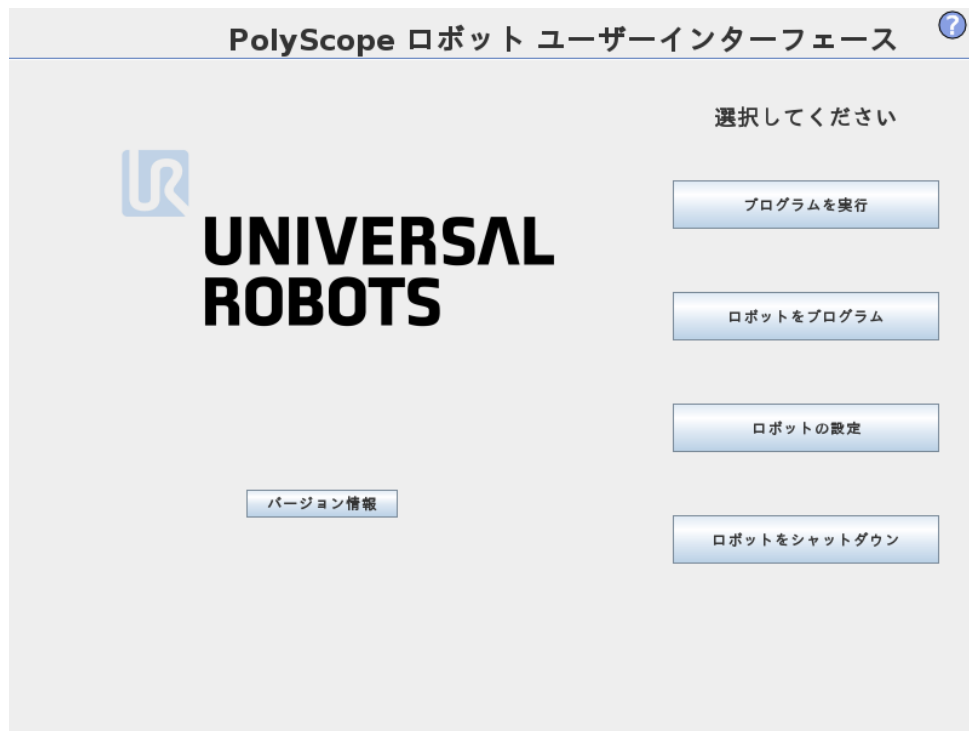 PolyScope ロボット ユーザーインターフェース
?
選択してください
UR
UNIVERSAL
ROBOTS
プログラムを実行
ロボットをプログラム
ロボットの設定
バージョン情報
ロボットをシャットダウン